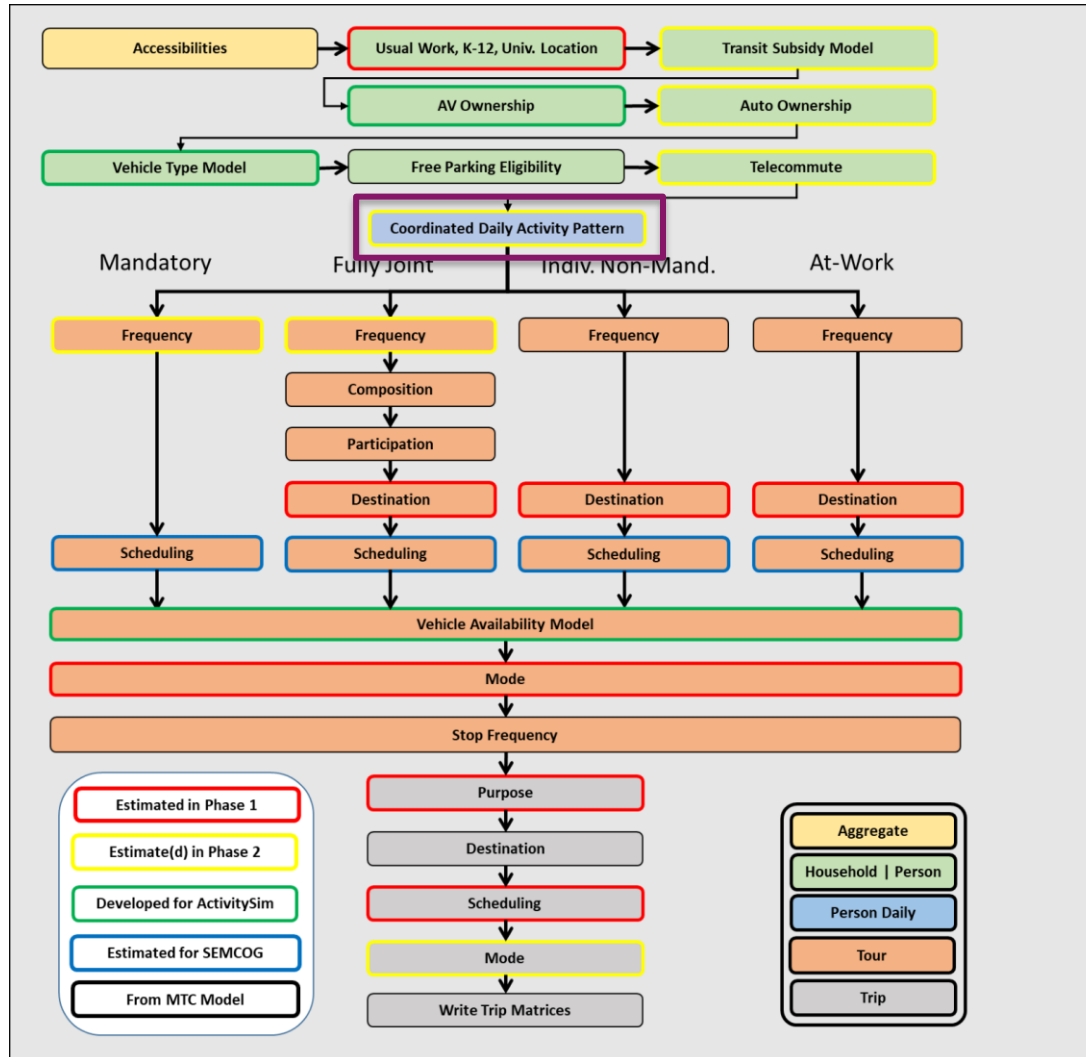 Accessibilities
Usual Work, K-12, Univ. Location
Transit Subsidy Model
AV Ownership
Auto Ownership
Vehicle Type Model
Free Parking Eligibility
Telecommute
Coordinated Daily Activity Pattern
Mandatory
Fully Joint
Indiv. Non-Mand.
At-Work
Frequency
Frequency
Frequency
Frequency
Composition
Participation
Destination
Destination
Destination
Scheduling
Scheduling
Scheduling
Scheduling
Vehicle Availability Model
Mode
Stop Frequency
Purpose
Destination
Scheduling
Mode
Write Trip Matrices
Estimated in Phase 1
Estimate(d) in Phase 2
Developed for ActivitySim
Estimated for SEMCOG
From MTC Model
Aggregate
Household | Person
Person Daily
Tour
Trip